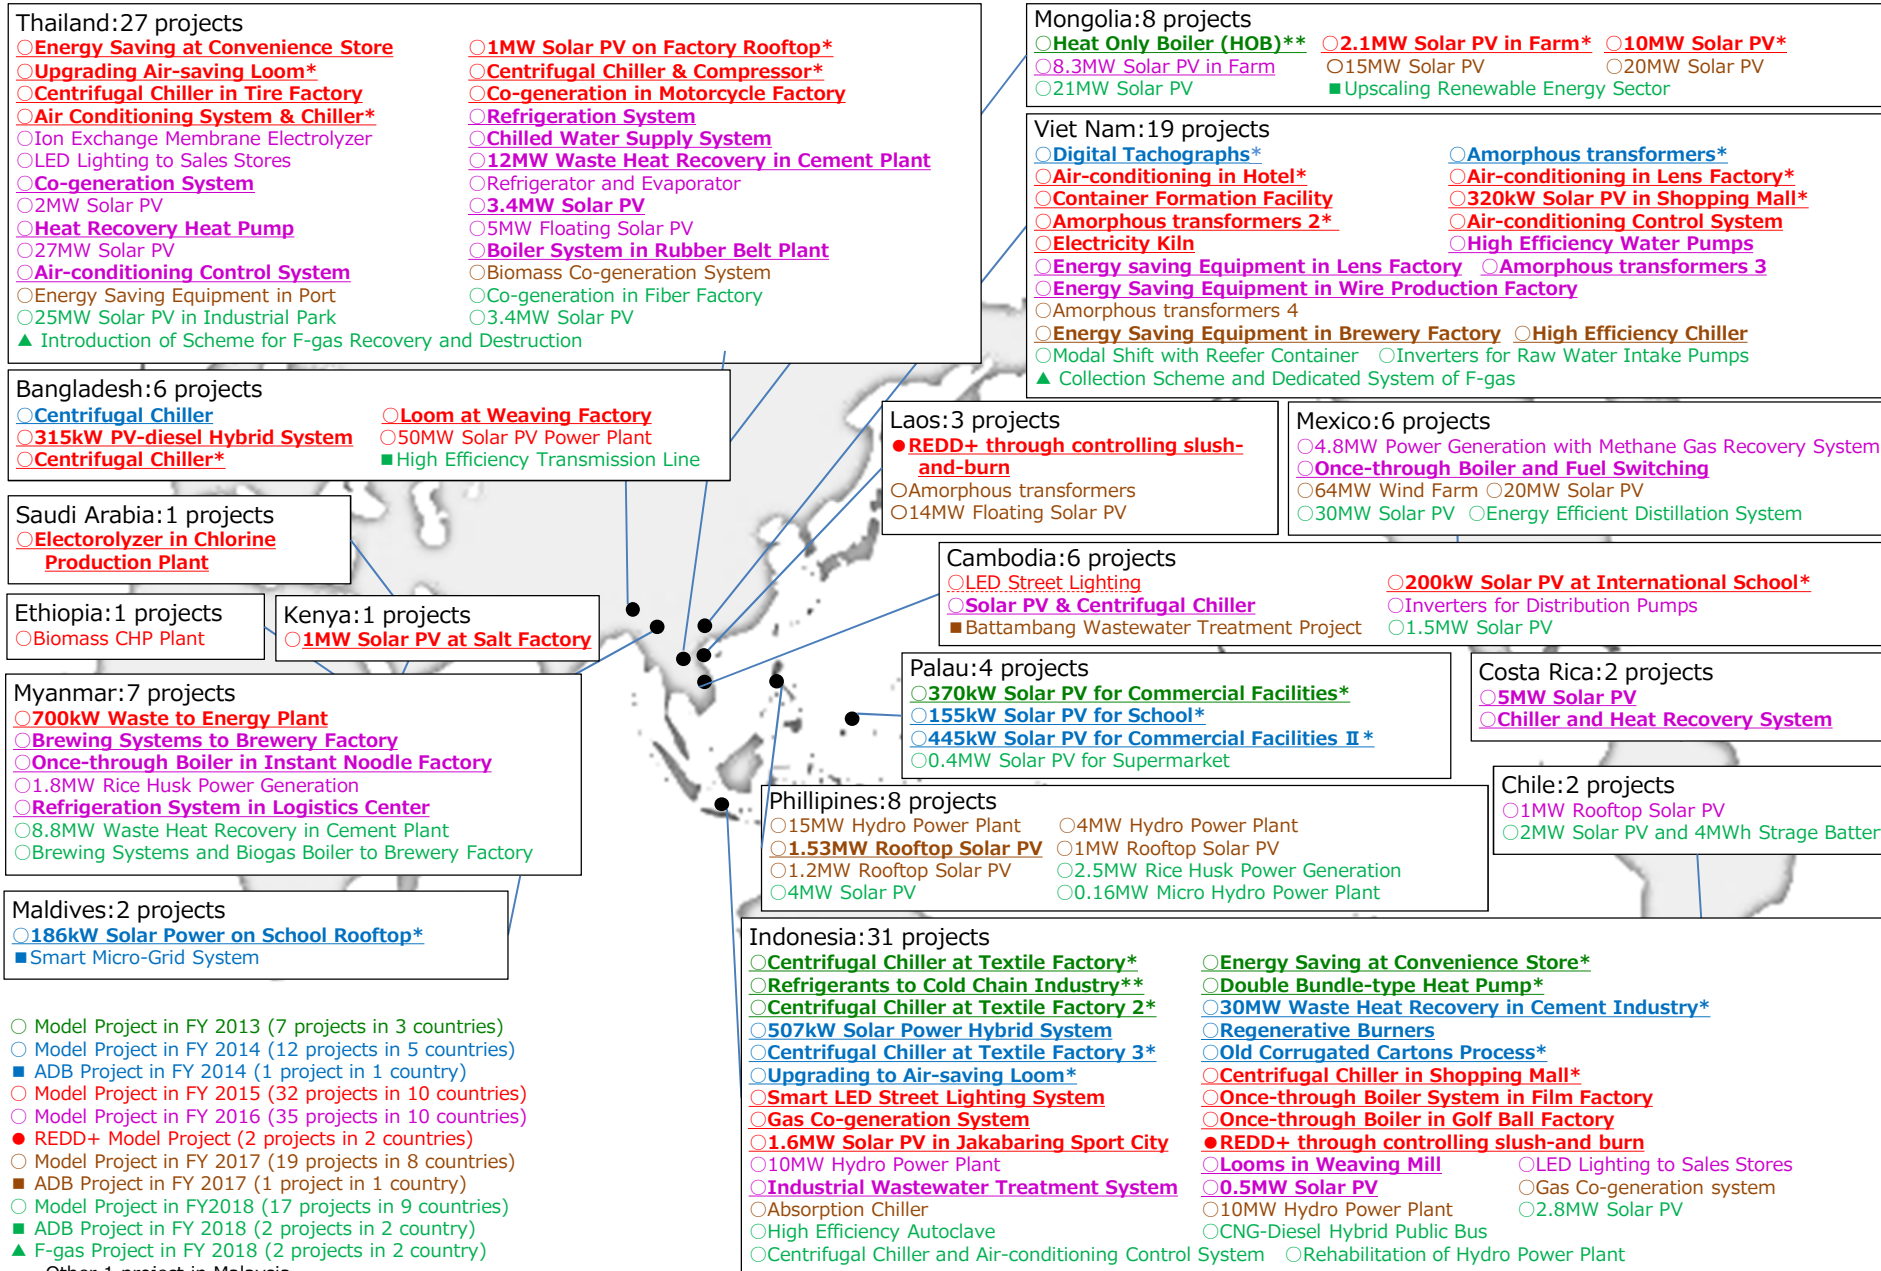 Thailand:27 projects
○Energy Saving at Convenience Store ○1MW Solar PV on Factory Rooftop*
○Upgrading Air-saving Loom* ○Centrifugal Chiller & Compressor*
○Centrifugal Chiller in Tire Factory ○Co-generation in Motorcycle Factory
○Air Conditioning System & Chiller* ○Refrigeration System
○Ion Exchange Membrane Electrolyzer ○Chilled Water Supply System
○LED Lighting to Sales Stores ○12MW Waste Heat Recovery in Cement Plant
○Co-generation System ○Refrigerator and Evaporator
○2MW Solar PV ○3.4MW Solar PV
○Heat Recovery Heat Pump ○5MW Floating Solar PV
○27MW Solar PV ○Boiler System in Rubber Belt Plant
○Air-conditioning Control System ○Biomass Co-generation System
○Energy Saving Equipment in Port ○Co-generation in Fiber Factory
○25MW Solar PV in Industrial Park ○3.4MW Solar PV
▲ Introduction of Scheme for F-gas Recovery and Destruction
Mongolia:8 projects
○Heat Only Boiler (HOB)** ○2.1MW Solar PV in Farm* ○10MW Solar PV*
○8.3MW Solar PV in Farm ○15MW Solar PV ○20MW Solar PV
○21MW Solar PV ■Upscaling Renewable Energy Sector
Viet Nam:19 projects
○Digital Tachographs* ○Amorphous transformers*
○Air-conditioning in Hotel* ○Air-conditioning in Lens Factory*
○Container Formation Facility ○320kW Solar PV in Shopping Mall*
○Amorphous transformers 2* ○Air-conditioning Control System
○Electricity Kiln ○High Efficiency Water Pumps
○Energy saving Equipment in Lens Factory ○Amorphous transformers 3
○Energy Saving Equipment in Wire Production Factory
○Amorphous transformers 4
○Energy Saving Equipment in Brewery Factory ○High Efficiency Chiller
○Modal Shift with Reefer Container ○Inverters for Raw Water Intake Pumps
▲ Collection Scheme and Dedicated System of F-gas
Bangladesh:6 projects
○Centrifugal Chiller ○Loom at Weaving Factory
○315kW PV-diesel Hybrid System ○50MW Solar PV Power Plant
○Centrifugal Chiller* ■High Efficiency Transmission Line
Laos:3 projects
●REDD+ through controlling slush-
and-burn
○Amorphous transformers
○14MW Floating Solar PV
Mexico:6 projects
○4.8MW Power Generation with Methane Gas Recovery System
○Once-through Boiler and Fuel Switching
○64MW Wind Farm ○20MW Solar PV
○30MW Solar PV ○Energy Efficient Distillation System
Saudi Arabia:1 projects
○Electorolyzer in Chlorine
Production Plant
Cambodia:6 projects
○LED Street Lighting ○200kW Solar PV at International School*
○Solar PV & Centrifugal Chiller ○Inverters for Distribution Pumps
■Battambang Wastewater Treatment Project ○1.5MW Solar PV
Ethiopia:1 projects
○Biomass CHP Plant
Kenya:1 projects
○1MW Solar PV at Salt Factory
Palau:4 projects
○370kW Solar PV for Commercial Facilities*
○155kW Solar PV for School*
○445kW Solar PV for Commercial Facilities Ⅱ*
○0.4MW Solar PV for Supermarket
Costa Rica:2 projects
○5MW Solar PV
○Chiller and Heat Recovery System
Myanmar:7 projects
○700kW Waste to Energy Plant
○Brewing Systems to Brewery Factory
○Once-through Boiler in Instant Noodle Factory
○1.8MW Rice Husk Power Generation
○Refrigeration System in Logistics Center
○8.8MW Waste Heat Recovery in Cement Plant
○Brewing Systems and Biogas Boiler to Brewery Factory
Chile:2 projects
○1MW Rooftop Solar PV
○2MW Solar PV and 4MWh Strage Batter
Phillipines:8 projects
○15MW Hydro Power Plant ○4MW Hydro Power Plant
○1.53MW Rooftop Solar PV ○1MW Rooftop Solar PV
○1.2MW Rooftop Solar PV ○2.5MW Rice Husk Power Generation
○4MW Solar PV ○0.16MW Micro Hydro Power Plant
Maldives:2 projects
○186kW Solar Power on School Rooftop*
■Smart Micro-Grid System
Indonesia:31 projects
○Centrifugal Chiller at Textile Factory* ○Energy Saving at Convenience Store*
○Refrigerants to Cold Chain Industry** ○Double Bundle-type Heat Pump*
○Centrifugal Chiller at Textile Factory 2* ○30MW Waste Heat Recovery in Cement Industry*
○507kW Solar Power Hybrid System ○Regenerative Burners
○Centrifugal Chiller at Textile Factory 3* ○Old Corrugated Cartons Process*
○Upgrading to Air-saving Loom* ○Centrifugal Chiller in Shopping Mall*
○Smart LED Street Lighting System ○Once-through Boiler System in Film Factory
○Gas Co-generation System ○Once-through Boiler in Golf Ball Factory
○1.6MW Solar PV in Jakabaring Sport City ●REDD+ through controlling slush-and burn
○10MW Hydro Power Plant ○Looms in Weaving Mill ○LED Lighting to Sales Stores
○Industrial Wastewater Treatment System ○0.5MW Solar PV ○Gas Co-generation system
○Absorption Chiller ○10MW Hydro Power Plant ○2.8MW Solar PV
○High Efficiency Autoclave ○CNG-Diesel Hybrid Public Bus
○Centrifugal Chiller and Air-conditioning Control System ○Rehabilitation of Hydro Power Plant
○ Model Project in FY 2013 (7 projects in 3 countries)
○ Model Project in FY 2014 (12 projects in 5 countries)
■ ADB Project in FY 2014 (1 project in 1 country)
○ Model Project in FY 2015 (32 projects in 10 countries)
○ Model Project in FY 2016 (35 projects in 10 countries)
● REDD+ Model Project (2 projects in 2 countries)
○ Model Project in FY 2017 (19 projects in 8 countries)
■ ADB Project in FY 2017 (1 project in 1 country)
○ Model Project in FY2018 (17 projects in 9 countries)
■ ADB Project in FY 2018 (2 projects in 2 country)
▲ F-gas Project in FY 2018 (2 projects in 2 country)
Other 1 project in Malaysia